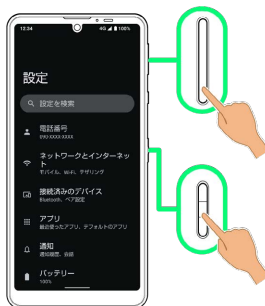 12:34 4G 100%
設定
設定を検索
電話番号
090-XXXX-XXXX
ネットワークとインターネッ
ト
モバイル、Wi-Fi、テザリング
接続済みのデバイス
Bluetooth、ペア設定
アプリ
最近使ったアプリ、デフォルトのアプリ
通知
通知履歴、会話
バッテリー
100%